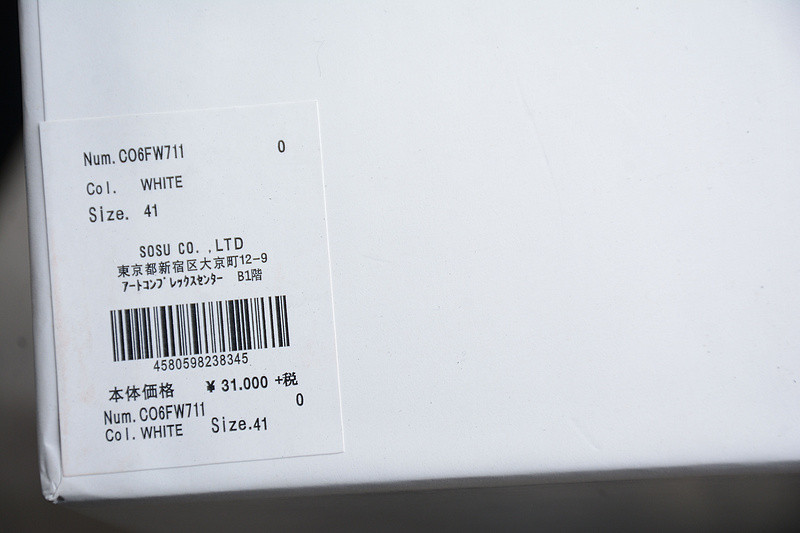 Num.CO6FW711 0
Col. WHITE
Size. 41
SOSU CO.,LTD
東京都新宿区大京町12-9
ｱｰﾄｺﾝﾌﾟﾚｯｸｽｾﾝﾀｰ B1階
4580598238345
本体価格 ￥31.000 +税
Num.CO6FW711 0
Col.WHITE Size.41